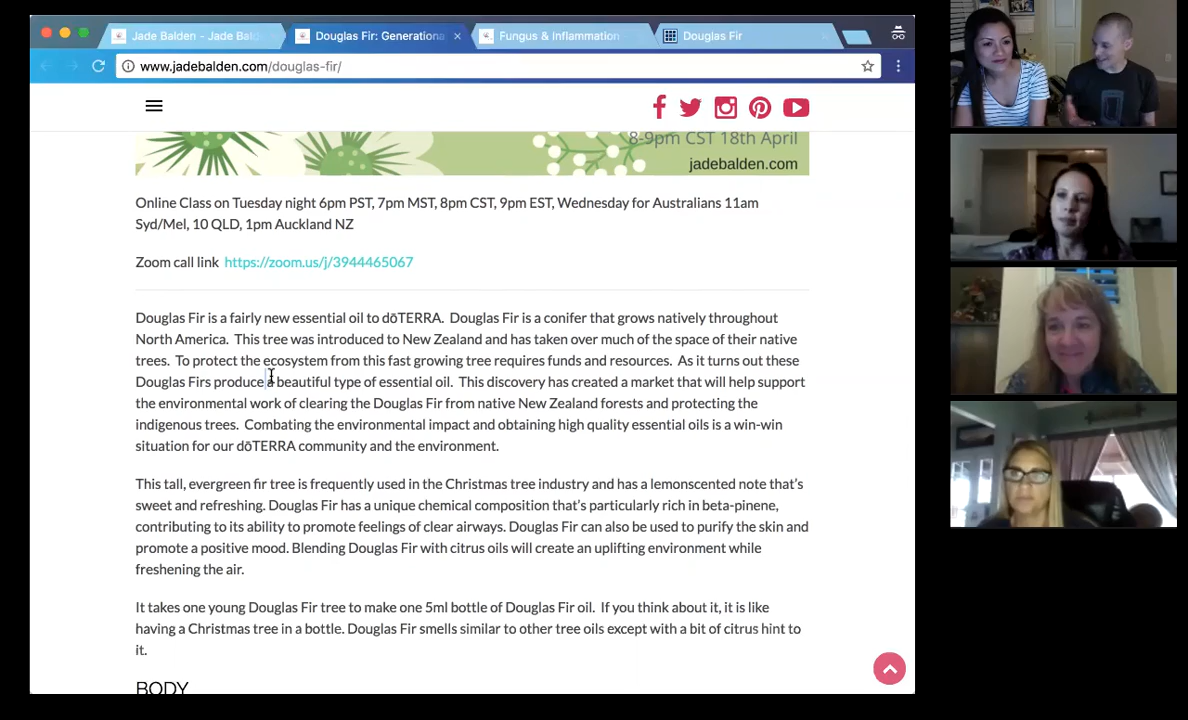 Jade Balden - Jade Bald
Douglas Fir: Generationa
Fungus & Inflammation
Douglas Fir
www.jadebalden.com/douglas-fir/
8-9pm CST 18th April
jadebalden.com
Online Class on Tuesday night 6pm PST, 7pm MST, 8pm CST, 9pm EST, Wednesday for Australians 11am
Syd/Mel, 10 QLD, 1pm Auckland NZ
Zoom call link https://zoom.us/j/3944465067
Douglas Fir is a fairly new essential oil to dōTERRA. Douglas Fir is a conifer that grows natively throughout
North America. This tree was introduced to New Zealand and has taken over much of the space of their native
trees. To protect the ecosystem from this fast growing tree requires funds and resources. As it turns out these
Douglas Firs produce a beautiful type of essential oil. This discovery has created a market that will help support
the environmental work of clearing the Douglas Fir from native New Zealand forests and protecting the
indigenous trees. Combating the environmental impact and obtaining high quality essential oils is a win-win
situation for our dōTERRA community and the environment.
This tall, evergreen fir tree is frequently used in the Christmas tree industry and has a lemonscented note that's
sweet and refreshing. Douglas Fir has a unique chemical composition that's particularly rich in beta-pinene,
contributing to its ability to promote feelings of clear airways. Douglas Fir can also be used to purify the skin and
promote a positive mood. Blending Douglas Fir with citrus oils will create an uplifting environment while
freshening the air.
It takes one young Douglas Fir tree to make one 5ml bottle of Douglas Fir oil. If you think about it, it is like
having a Christmas tree in a bottle. Douglas Fir smells similar to other tree oils except with a bit of citrus hint to
it.
BODY